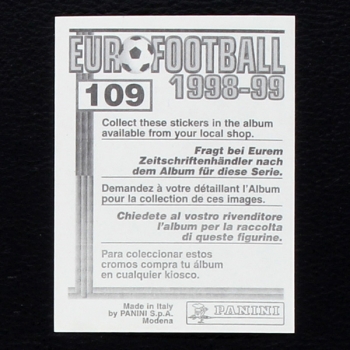 EUROFOOTBALL
1998-99
109
Collect these stickers in the album
available from your local shop.
Fragt bei Eurem
Zeitschriftenhändler nach
dem Album für diese Serie.
Demandez à votre détaillant l'Album
pour la collection de ces images.
Chiedete al vostro rivenditore
l'album per la raccolta
di queste figurine.
Para coleccionar estos
cromos compra tu álbum
en cualquier kiosco.
Made in Italy
by PANINI S.p.A.
Modena
PANINI